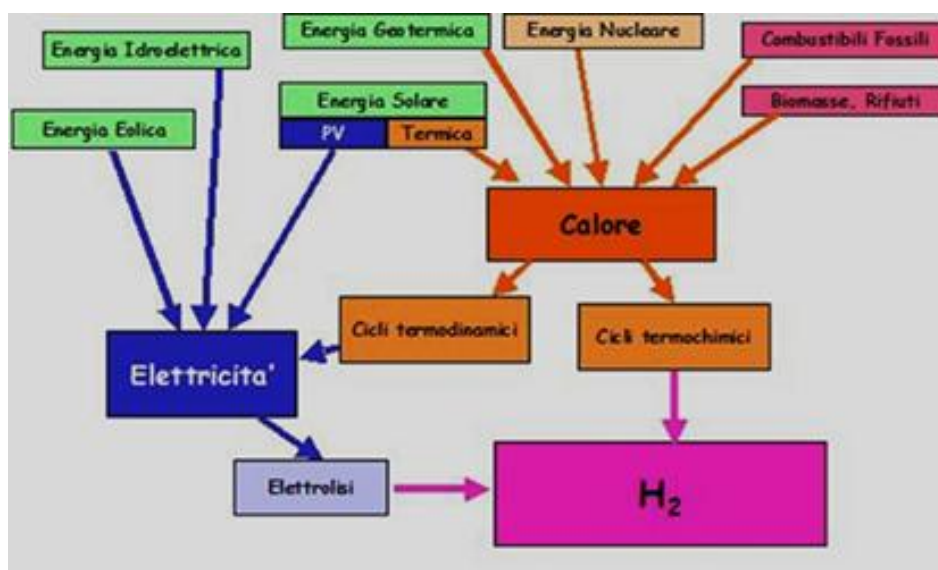 Energia Idroelettrica
Energia Geotermica
Energia Nucleare
Combustibili Fossili
Energia Solare
PV
Termica
Biomasse, Rifiuti
Energia Eolica
Calore
Cicli termodinamici
Cicli termochimici
Elettricita'
Elettrolisi
H₂